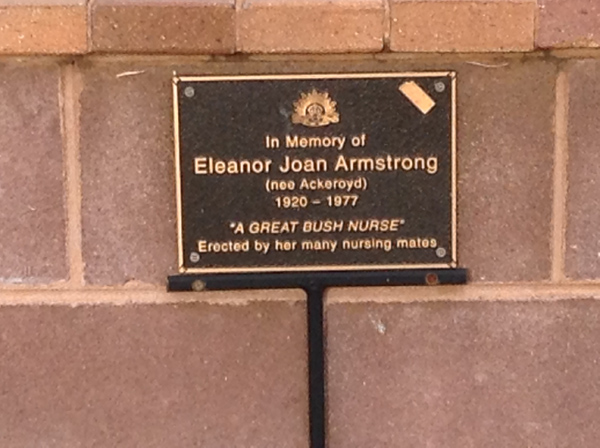 In Memory of
Eleanor Joan Armstrong
(nee Ackeroyd)
1920 – 1977
"A GREAT BUSH NURSE"
Erected by her many nursing mates